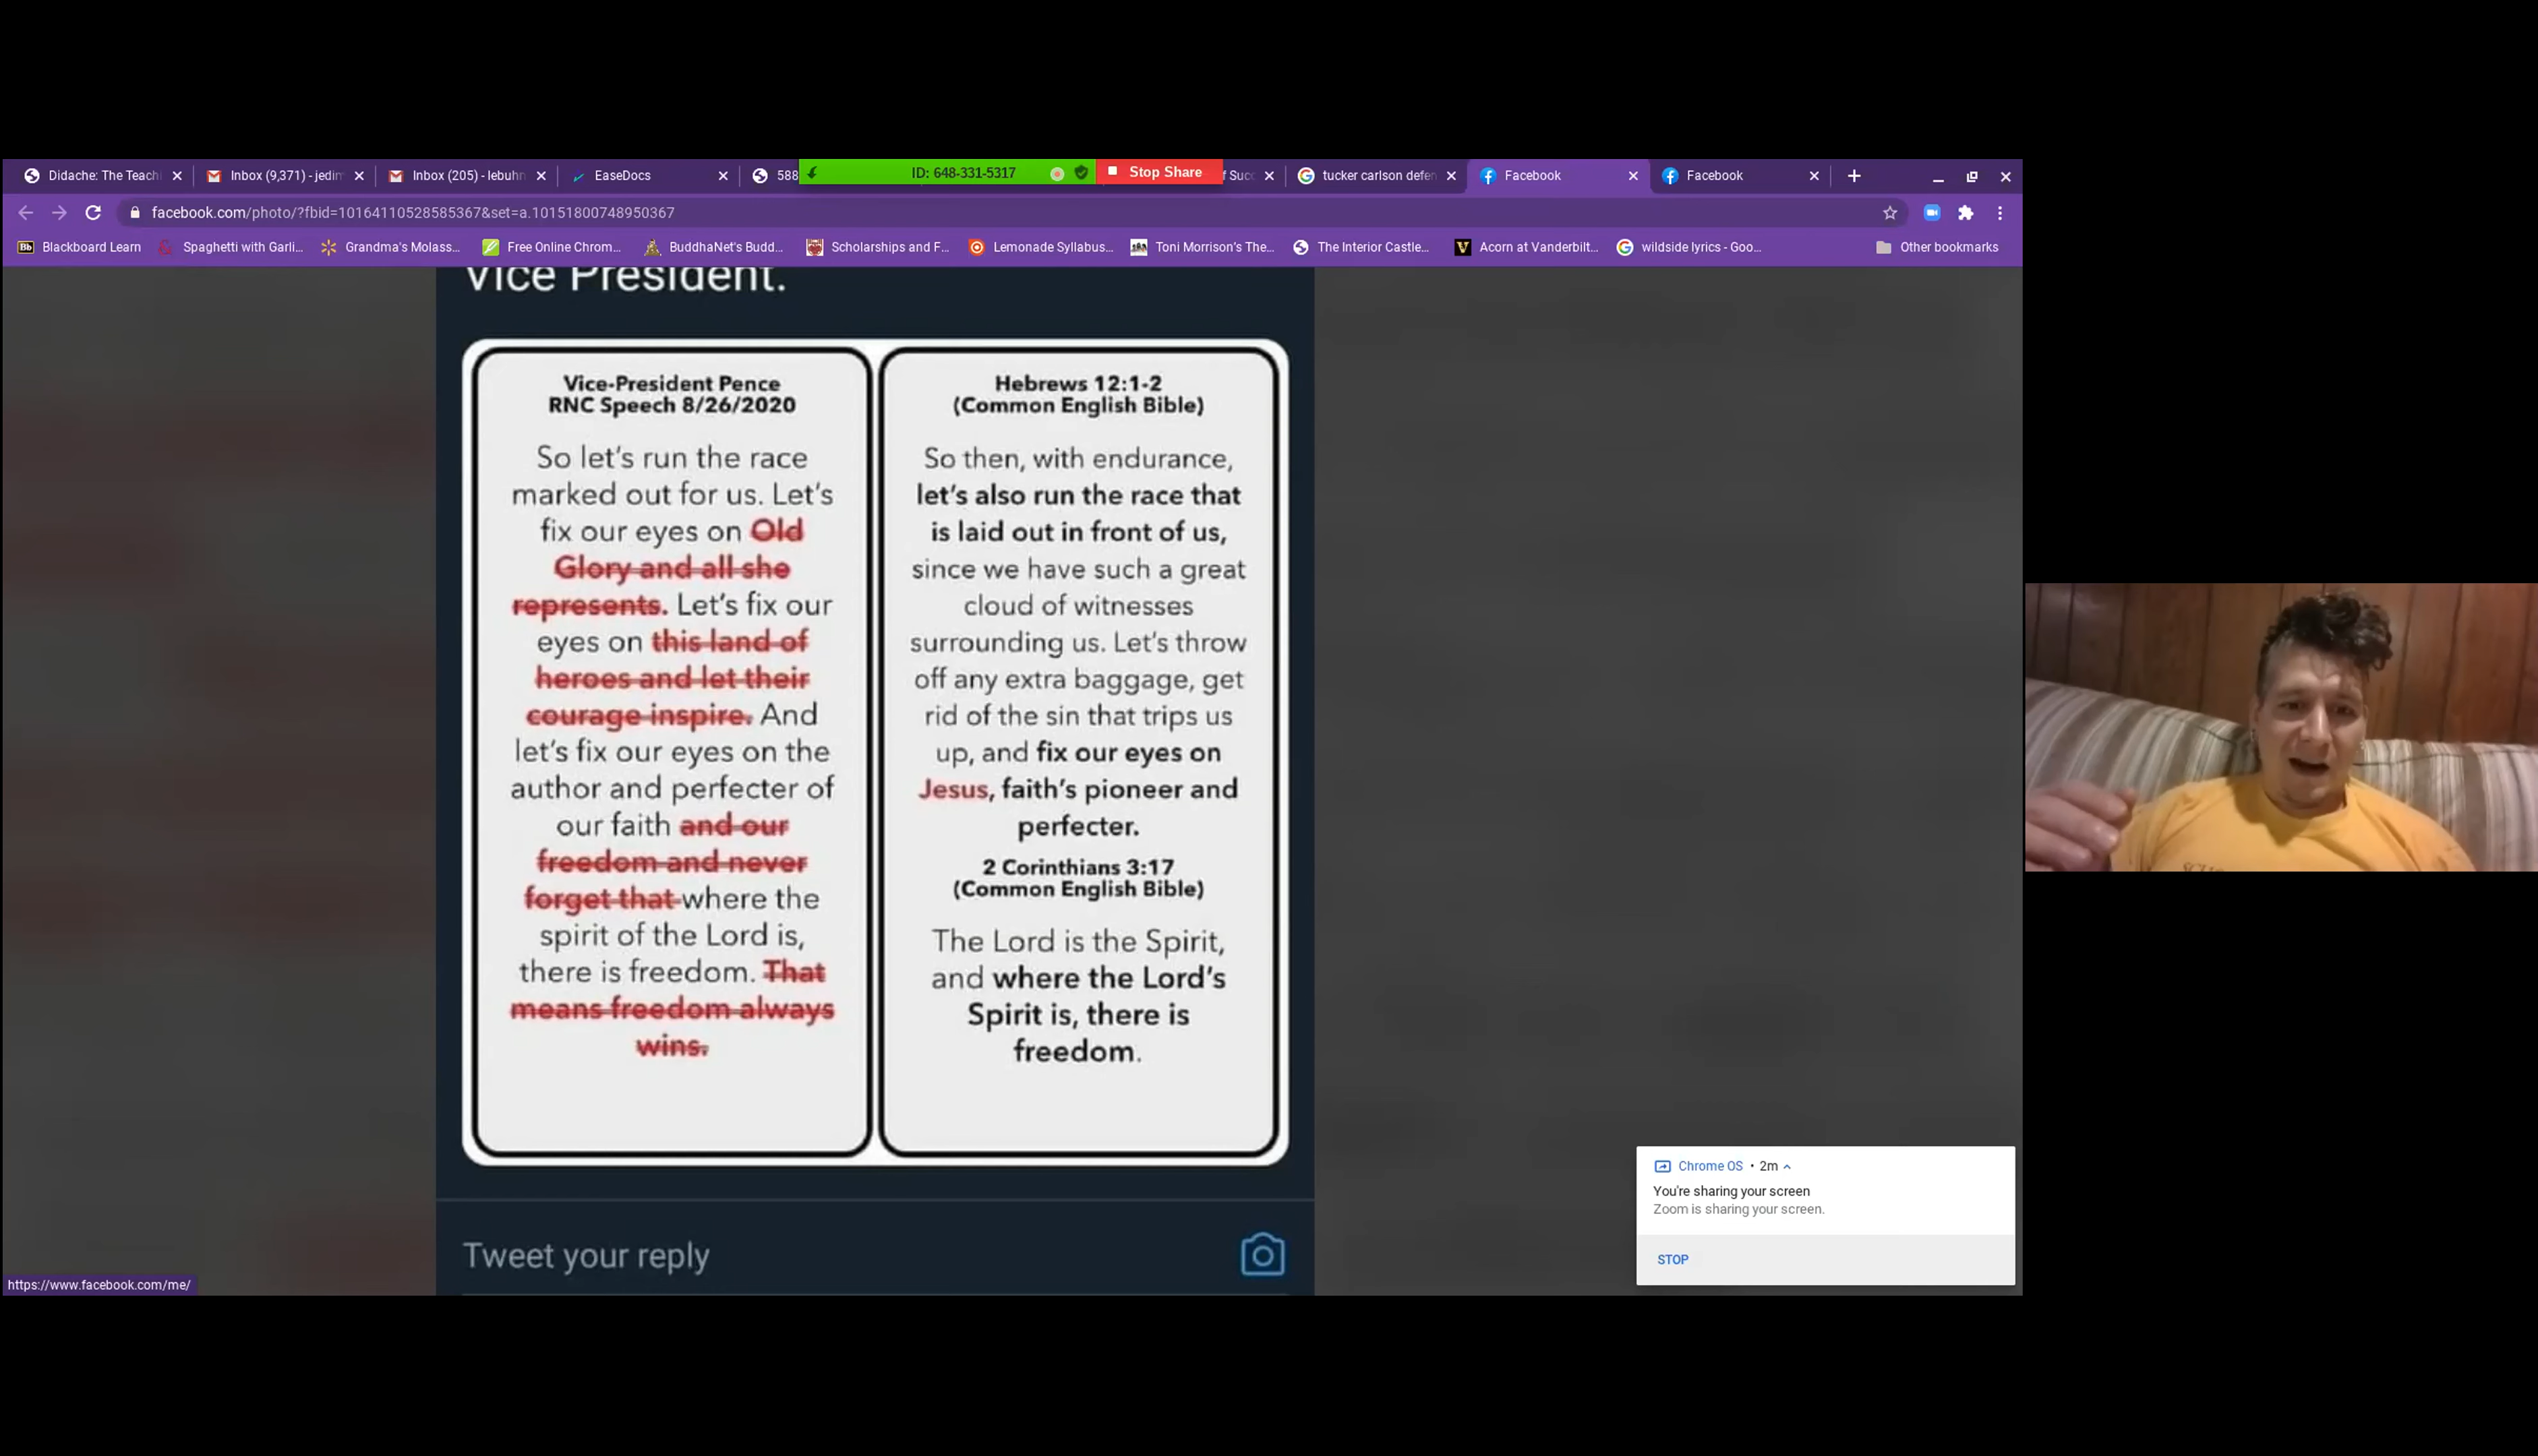 Didache: The Teachi
Inbox (9,371) - jedim
Inbox (205) - lebuhn
EaseDocs
588
ID: 648-331-5317
Stop Share
f Succ
tucker carlson defen
Facebook
Facebook
facebook.com/photo/?fbid=10164110528585367&set=a.10151800748950367
Bb Blackboard Learn
Spaghetti with Garli...
Grandma's Molass...
Free Online Chrom...
BuddhaNet's Budd...
Scholarships and F...
Lemonade Syllabus...
Toni Morrison's The...
The Interior Castle...
V Acorn at Vanderbilt...
wildside lyrics - Goo...
Other bookmarks
Vice President.
Vice-President Pence
RNC Speech 8/26/2020
So let's run the race
marked out for us. Let's
fix our eyes on Old
Glory and all she
represents. Let's fix our
eyes on this land of
heroes and let their
courage inspire. And
let's fix our eyes on the
author and perfecter of
our faith and our
freedom and never
forget that where the
spirit of the Lord is,
there is freedom. That
means freedom always
wins.
Hebrews 12:1-2
(Common English Bible)
So then, with endurance,
let's also run the race that
is laid out in front of us,
since we have such a great
cloud of witnesses
surrounding us. Let's throw
off any extra baggage, get
rid of the sin that trips us
up, and fix our eyes on
Jesus, faith's pioneer and
perfecter.
2 Corinthians 3:17
(Common English Bible)
The Lord is the Spirit,
and where the Lord's
Spirit is, there is
freedom.
Tweet your reply
Chrome OS • 2m
You're sharing your screen
Zoom is sharing your screen.
STOP
https://www.facebook.com/me/